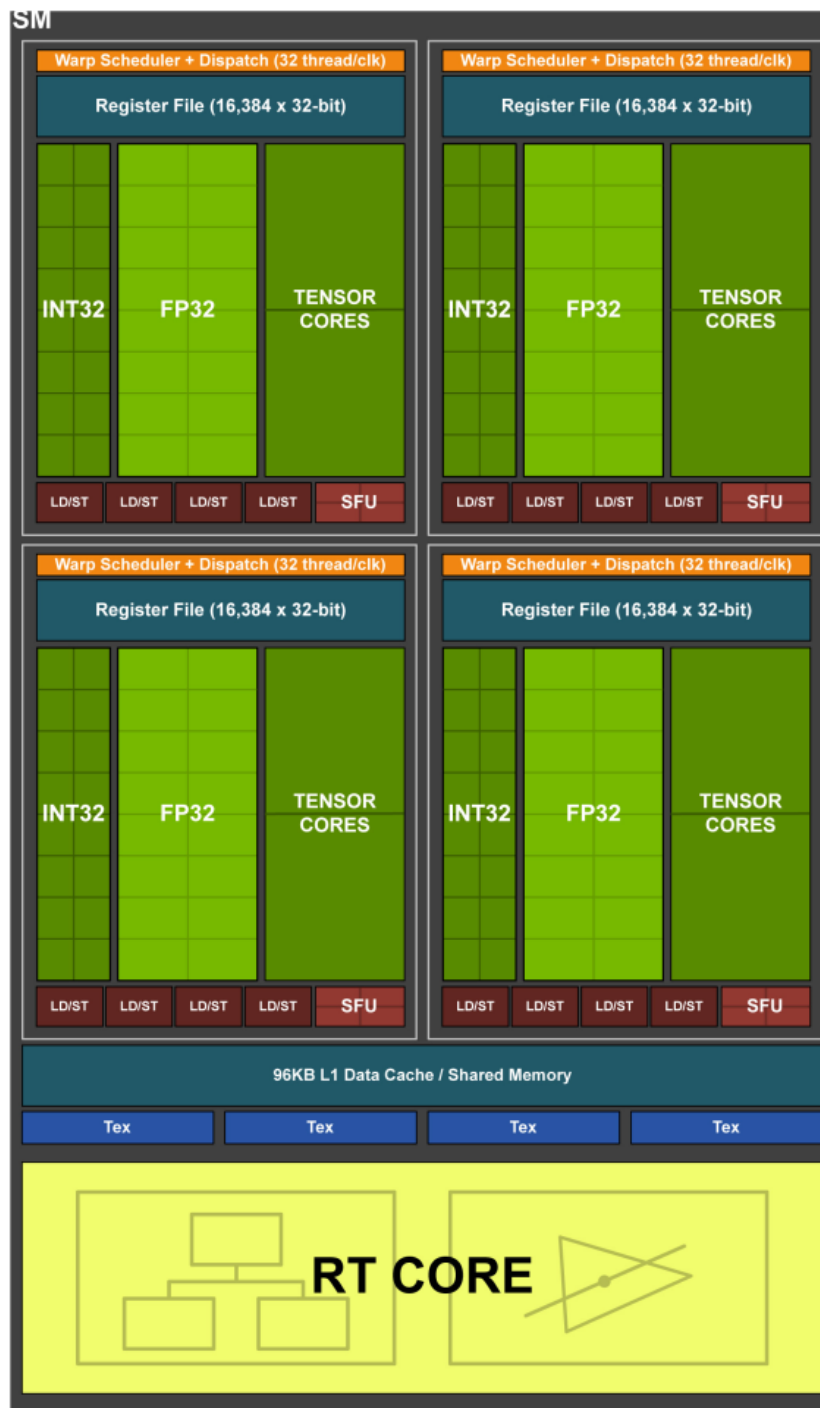 SM
Warp Scheduler + Dispatch (32 thread/clk)
Register File (16,384 x 32-bit)
INT32
FP32
TENSOR
CORES
LD/ST
LD/ST
LD/ST
LD/ST
SFU
Warp Scheduler + Dispatch (32 thread/clk)
Register File (16,384 x 32-bit)
INT32
FP32
TENSOR
CORES
LD/ST
LD/ST
LD/ST
LD/ST
SFU
Warp Scheduler + Dispatch (32 thread/clk)
Register File (16,384 x 32-bit)
INT32
FP32
TENSOR
CORES
LD/ST
LD/ST
LD/ST
LD/ST
SFU
Warp Scheduler + Dispatch (32 thread/clk)
Register File (16,384 x 32-bit)
INT32
FP32
TENSOR
CORES
LD/ST
LD/ST
LD/ST
LD/ST
SFU
96KB L1 Data Cache / Shared Memory
Tex
Tex
Tex
Tex
RT CORE